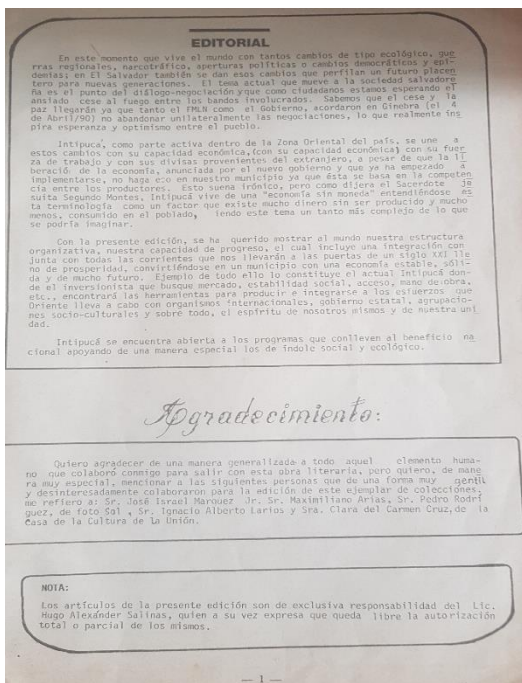 EDITORIAL
En este momento que vive el mundo con tantos cambios de tipo ecológico, gue
rras regionales, narcotráfico, aperturas políticas o cambios democráticos y epi
demias; en El Salvador también se dan esos cambios que perfilan un futuro placen
tero para nuevas generaciones. El tema actual que mueve a la sociedad salvadore
ña es el punto del diálogo-negociación y que como ciudadanos estamos esperando el
ansiado cese al fuego entre los bandos involucrados. Sabemos que el cese y la
paz llegarán ya que tanto el FMLN como el Gobierno, acordaron en Ginebra (el 4
de Abril/90) no abandonar unilateralmente las negociaciones, lo que realmente ins
pira esperanza y optimismo entre el pueblo.
Intipucá, como parte activa dentro de la Zona Oriental del país, se une a
estos cambios con su capacidad económica, (con su capacidad económica) con su fuer
za de trabajo y con sus divisas provenientes del extranjero, a pesar de que la li
beración de la economía, anunciada por el nuevo gobierno y que ya ha empezado a
implementarse, no haga eco en nuestro municipio ya que ésta se basa en la competen
cia entre los productores. Esto suena irónico, pero como dijera el Sacerdote je
suita Segundo Montes, Intipucá vive de una "economía sin moneda" entendiéndose es
ta terminología como un factor que existe mucho dinero sin ser producido y mucho
menos, consumido en el poblado, iendo este tema un tanto más complejo de lo que
se podría imaginar.
Con la presente edición, se ha querido mostrar al mundo nuestra estructura
organizativa, nuestra capacidad de progreso, el cual incluye una integración con
junta con todas las corrientes que nos llevarán a las puertas de un siglo XXI lle
no de prosperidad, convirtiéndose en un municipio con una economía estable, sóli-
da y de mucho futuro. Ejemplo de todo ello lo constituye el actual Intipucá don-
de el inversionista que busque mercado, estabilidad social, acceso, mano de obra,
etc., encontrará las herramientas para producir e integrarse a los esfuerzos que
Oriente lleva a cabo con organismos internacionales, gobierno estatal, agrupacio-
nes socio-culturales y sobre todo, el espíritu de nosotros mismos y de nuestra uni
dad.
Intipucá se encuentra abierta a los programas que conlleven al beneficio na
cional apoyando de una manera especial los de índole social y ecológico.
Agradecimiento:
Quiero agradecer de una manera generalizada a todo aquel elemento huma-
no que colaboró conmigo para salir con esta obra literaria, pero quiero, de mane
ra muy especial, mencionar a las siguientes personas que de una forma muy gentil
y desinteresadamente colaboraron para la edición de este ejemplar de colecciones,
me refiero a: Sr. José Israel Marquez Jr. Sr. Maximiliano Arias, Sr. Pedro Rodrí
guez, de foto Sol, Sr. Ignacio Alberto Larios y Sra. Clara del Carmen Cruz, de la
Casa de la Cultura de La Unión.
NOTA:
Los artículos de la presente edición son de exclusiva responsabilidad del Lic.
Hugo Alexánder Salinas, quien a su vez expresa que queda libre la autorización
total o parcial de los mismos.
— 1 —